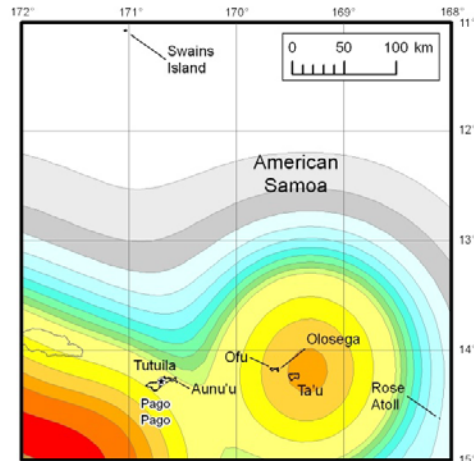 172° 171° 170° 169° 168°
11°
Swains
Island
0 50 100 km
12°
American
Samoa
13°
14°
Olosega
Ofu
Tutuila
Aunu'u
Ta'u
Rose
Atoll
Pago
Pago
15°